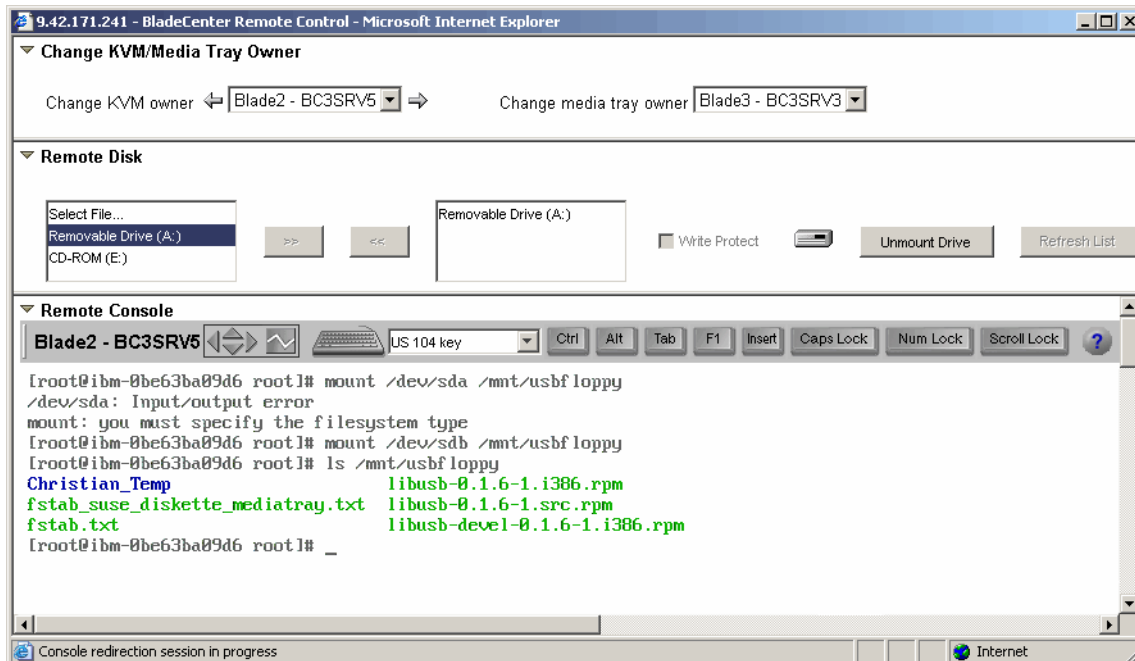 9.42.171.241 - BladeCenter Remote Control - Microsoft Internet Explorer
Change KVM/Media Tray Owner
Change KVM owner Blade2 - BC3SRV5 Change media tray owner Blade3 - BC3SRV3
Remote Disk
Select File...
Removable Drive (A:)
CD-ROM (E:)
>>
<<
Removable Drive (A:)
Write Protect
Unmount Drive
Refresh List
Remote Console
Blade2 - BC3SRV5 US 104 key Ctrl Alt Tab F1 Insert Caps Lock Num Lock Scroll Lock ?
[root@ibm-0be63ba09d6 root]# mount /dev/sda /mnt/usbfloppy
/dev/sda: Input/output error
mount: you must specify the filesystem type
[root@ibm-0be63ba09d6 root]# mount /dev/sdb /mnt/usbfloppy
[root@ibm-0be63ba09d6 root]# ls /mnt/usbfloppy
Christian_Temp libusb-0.1.6-1.i386.rpm
fstab_suse_diskette_mediatray.txt libusb-0.1.6-1.src.rpm
fstab.txt libusb-devel-0.1.6-1.i386.rpm
[root@ibm-0be63ba09d6 root]# _
Console redirection session in progress Internet